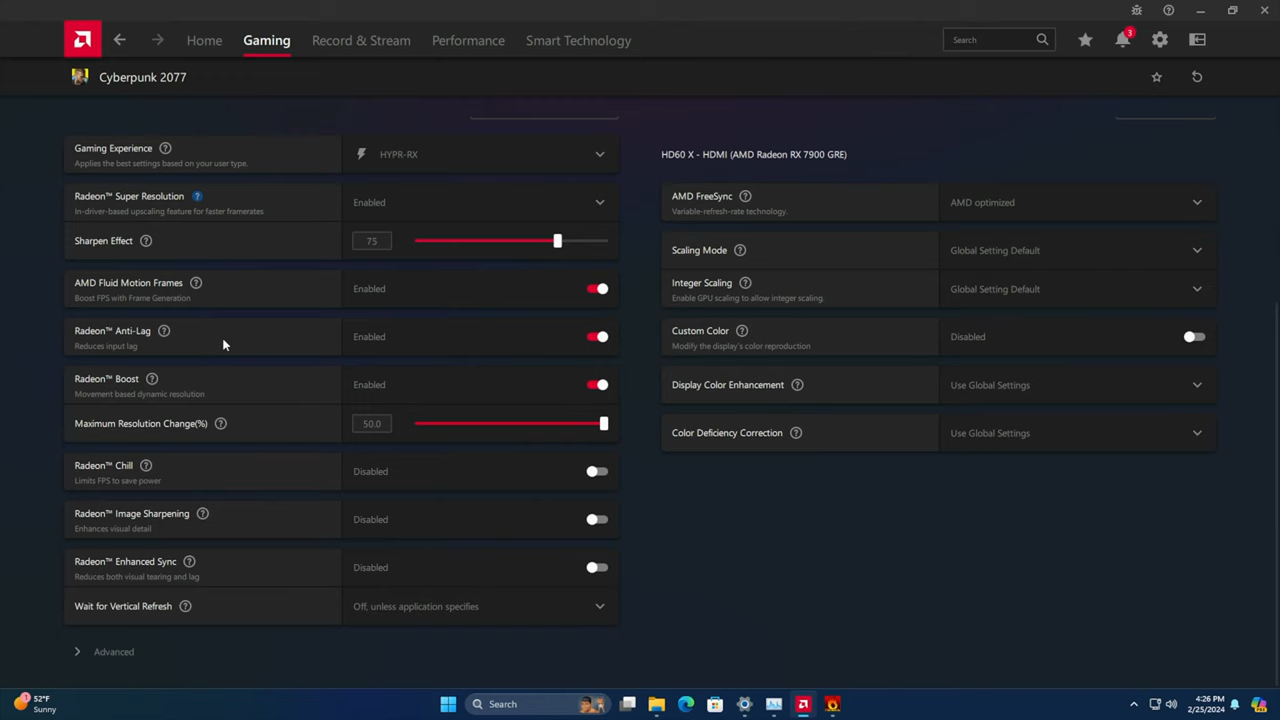 Home
Gaming
Record & Stream
Performance
Smart Technology
Search
3
Cyberpunk 2077
Gaming Experience
Applies the best settings based on your user type.
HYPR-RX
Radeon™ Super Resolution
In-driver-based upscaling feature for faster framerates
Enabled
Sharpen Effect
75
AMD Fluid Motion Frames
Boost FPS with Frame Generation
Enabled
Radeon™ Anti-Lag
Reduces input lag
Enabled
Radeon™ Boost
Movement based dynamic resolution
Enabled
Maximum Resolution Change(%)
50.0
Radeon™ Chill
Limits FPS to save power
Disabled
Radeon™ Image Sharpening
Enhances visual detail
Disabled
Radeon™ Enhanced Sync
Reduces both visual tearing and lag
Disabled
Wait for Vertical Refresh
Off, unless application specifies
Advanced
HD60 X - HDMI (AMD Radeon RX 7900 GRE)
AMD FreeSync
Variable-refresh-rate technology.
AMD optimized
Scaling Mode
Global Setting Default
Integer Scaling
Enable GPU scaling to allow integer scaling.
Global Setting Default
Custom Color
Modify the display's color reproduction
Disabled
Display Color Enhancement
Use Global Settings
Color Deficiency Correction
Use Global Settings
1
52°F
Sunny
Search
4:26 PM
2/25/2024